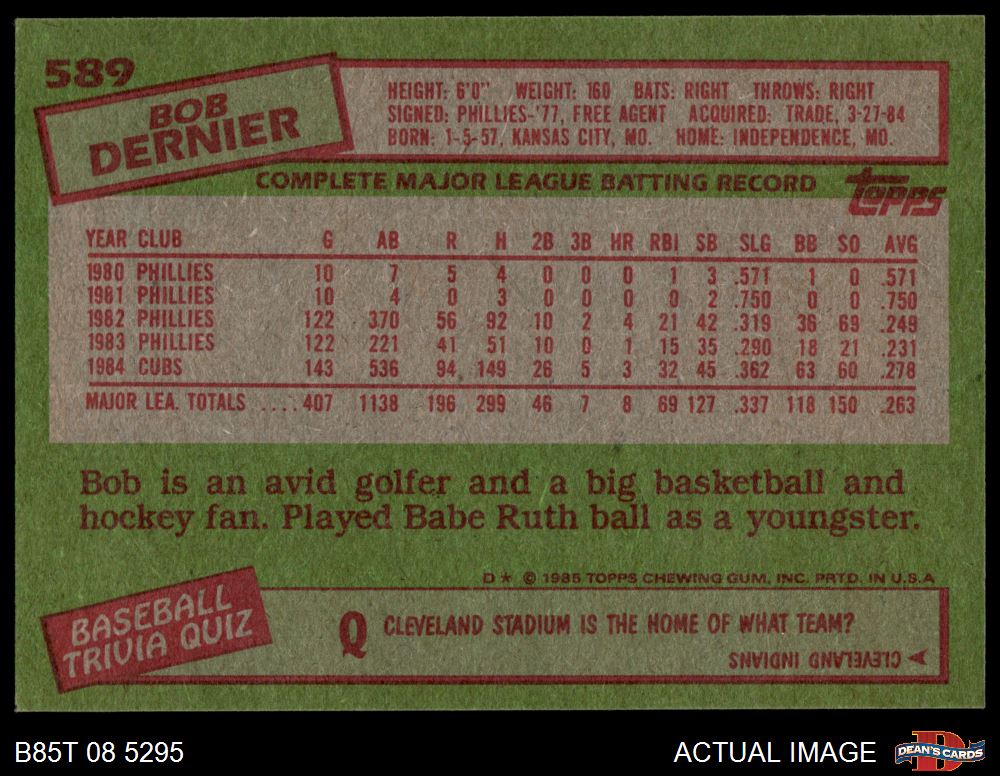 589
BOB
DERNIER
HEIGHT: 6'0" WEIGHT: 160 BATS: RIGHT THROWS: RIGHT
SIGNED: PHILLIES-'77, FREE AGENT ACQUIRED: TRADE, 3-27-84
BORN: 1-5-57, KANSAS CITY, MO. HOME: INDEPENDENCE, MO.
COMPLETE MAJOR LEAGUE BATTING RECORD
topps
YEAR CLUB G AB R H 2B 3B HR RBI SB SLG BB SO AVG
1980 PHILLIES 10 7 5 4 0 0 0 1 3 .571 1 0 .571
1981 PHILLIES 10 4 0 3 0 0 0 0 2 .750 0 0 .750
1982 PHILLIES 122 370 56 92 10 2 4 21 42 .319 36 69 .249
1983 PHILLIES 122 221 41 51 10 0 1 15 35 .290 18 21 .231
1984 CUBS 143 536 94 149 26 5 3 32 45 .362 63 60 .278
MAJOR LEA. TOTALS ....407 1138 196 299 46 7 8 69 127 .337 118 150 .263
Bob is an avid golfer and a big basketball and
hockey fan. Played Babe Ruth ball as a youngster.
D * © 1985 TOPPS CHEWING GUM, INC. PRTD. IN U.S.A
BASEBALL
TRIVIA QUIZ
Q CLEVELAND STADIUM IS THE HOME OF WHAT TEAM?
CLEVELAND INDIANS
B85T 08 5295
ACTUAL IMAGE
D
DEAN'S CARDS